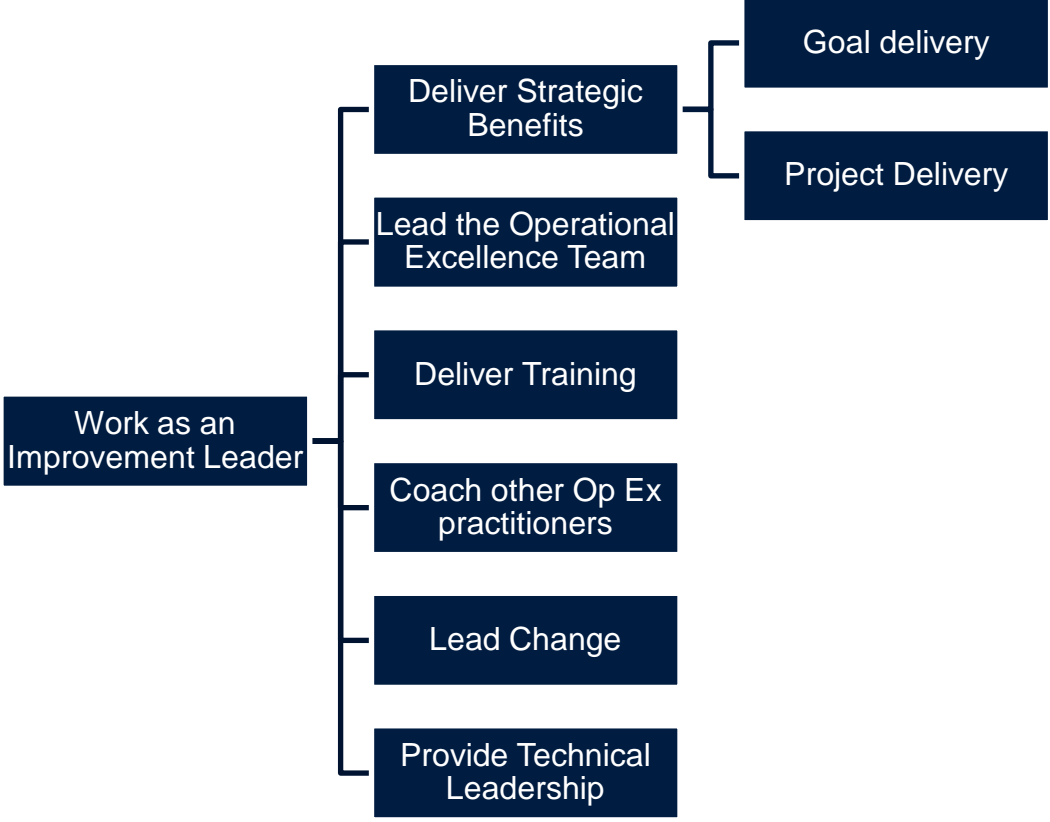 Goal delivery
Deliver Strategic
Benefits
Project Delivery
Lead the Operational
Excellence Team
Deliver Training
Work as an
Improvement Leader
Coach other Op Ex
practitioners
Lead Change
Provide Technical
Leadership